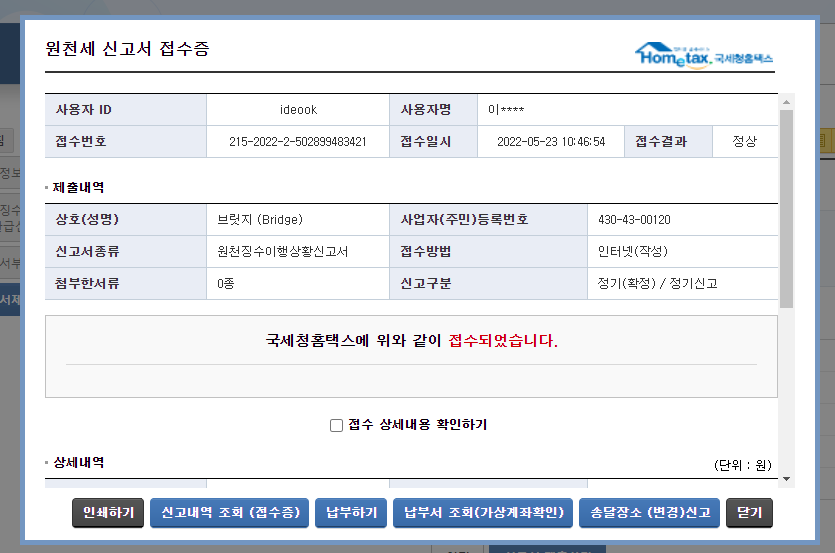 원천세 신고서 접수증
Hometax. 국세청홈택스
사용자 ID ideook 사용자명 이****
접수번호 215-2022-2-502899483421 접수일시 2022-05-23 10:46:54 접수결과 정상
제출내역
상호(성명) 브릿지 (Bridge) 사업자(주민)등록번호 430-43-00120
신고서종류 원천징수이행상황신고서 접수방법 인터넷(작성)
첨부한서류 0종 신고구분 정기(확정) / 정기신고
국세청홈택스에 위와 같이 접수되었습니다.
접수 상세내용 확인하기
상세내역 (단위 : 원)
인쇄하기 신고내역 조회 (접수증) 납부하기 납부서 조회(가상계좌확인) 송달장소 (변경)신고 닫기